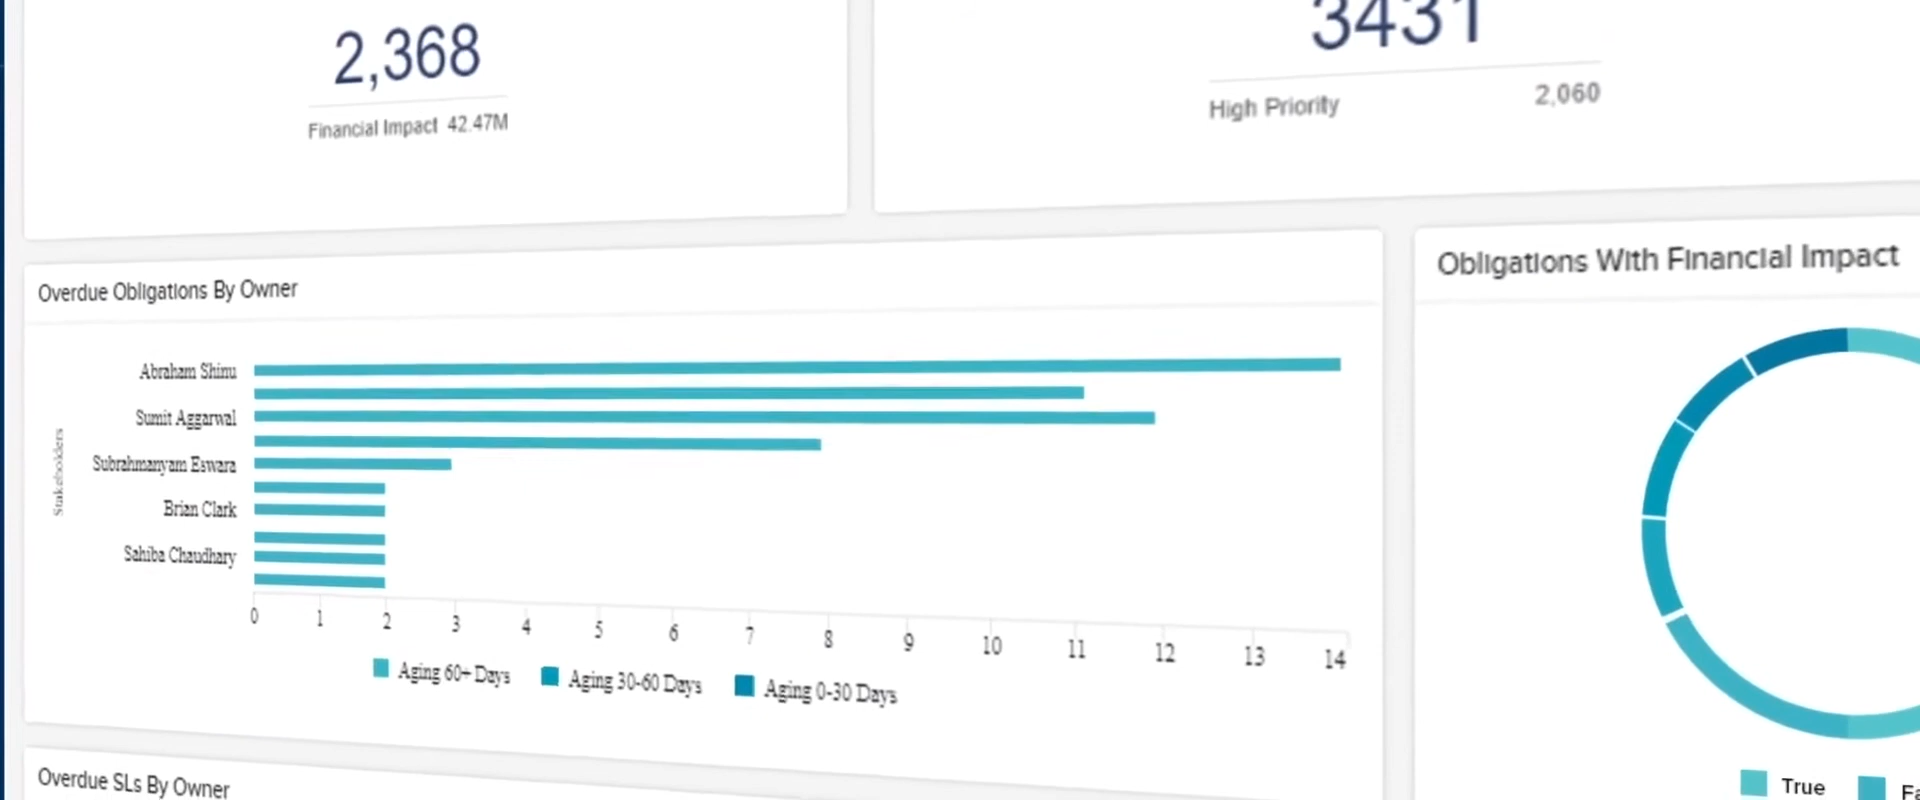 2,368
3431
Financial Impact 42.47M
High Priority 2,060
Overdue Obligations By Owner
Obligations With Financial Impact
Stakeholders
Abraham Shinu
Sumit Aggarwal
Subrahmanyam Eswara
Brian Clark
Sahiba Chaudhary
0 1 2 3 4 5 6 7 8 9 10 11 12 13 14
Aging 60+ Days Aging 30-60 Days Aging 0-30 Days
Overdue SLs By Owner
True